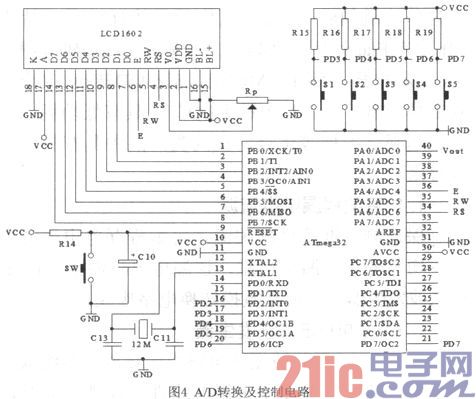 LCD1602
K
A
D7
D6
D5
D4
D3
D2
D1
D0
E
RW
RS
V0
VDD
GND
BL-
BL+
18
17
14
13
12
11
10
9
8
7
6
5
4
3
2
1
16
15
GND
VCC
E
RW
RS
Rp
VCC
GND
GND
VCC
R15
R16
R17
R18
R19
PD3
PD4
PD5
PD6
PD7
S1
S2
S3
S4
S5
GND
ATmega32
1 PB0/XCK/T0
2 PB1/T1
3 PB2/INT2/AIN0
4 PB3/OC0/AIN1
5 PB4/SS
6 PB5/MOSI
7 PB6/MISO
8 PB7/SCK
9 RESET
10 VCC
11 GND
12 XTAL2
13 XTAL1
14 PD0/RXD
15 PD1/TXD
PD2 16 PD2/INT0
PD3 17 PD3/INT1
PD4 18 PD4/OC1B
PD5 19 PD5/OC1A
PD6 20 PD6/ICP
PA0/ADC0 40 Vout
PA1/ADC1 39
PA2/ADC2 38
PA3/ADC3 37
PA4/ADC4 36 E
PA5/ADC5 35 RW
PA6/ADC6 34 RS
PA7/ADC7 33
AREF 32
GND 31 GND
AVCC 30 VCC
PC7/TOSC2 29
PC6/TOSC1 28
PC5/TDI 27
PC4/TDO 26
PC3/TMS 25
PC2/SCK 24
PC1/SDA 23
PC0/SCL 22
PD7/OC2 21 PD7
VCC
R14
SW
C10
GND
VCC
GND
C13
12M
C11
GND
21ic.com
电子网
图4 A/D转换及控制电路